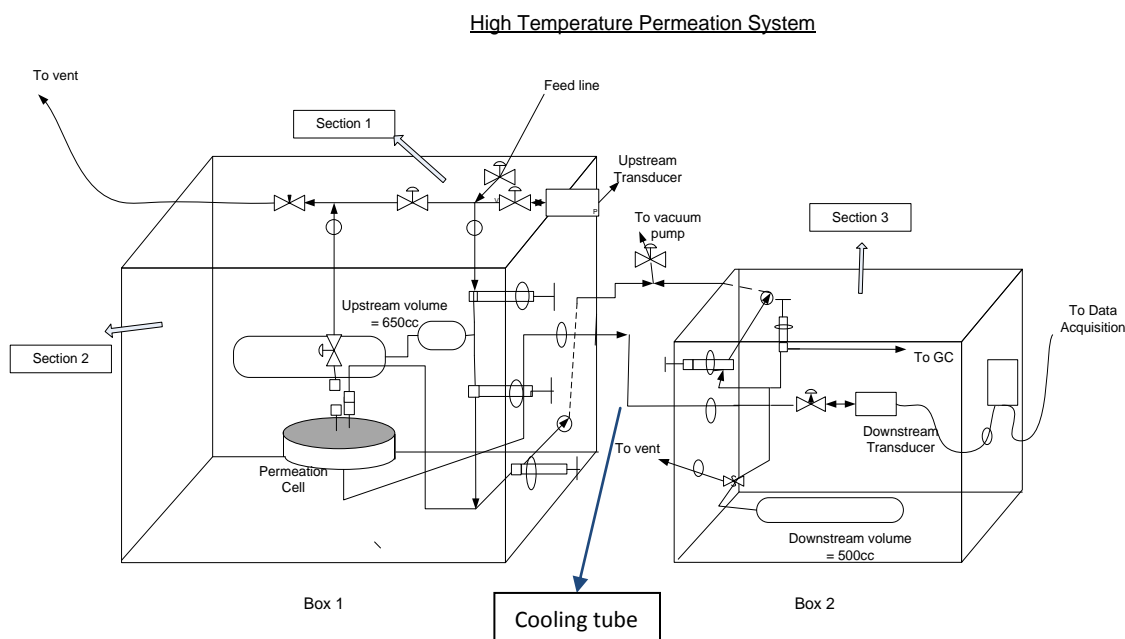 High Temperature Permeation System
To vent
Feed line
Section 1
Upstream
Transducer
V
P
To vacuum
pump
Section 3
Upstream volume
= 650cc
To Data
Acquisition
Section 2
To GC
Downstream
Transducer
To vent
Permeation
Cell
S
Downstream volume
= 500cc
Box 1
Cooling tube
Box 2